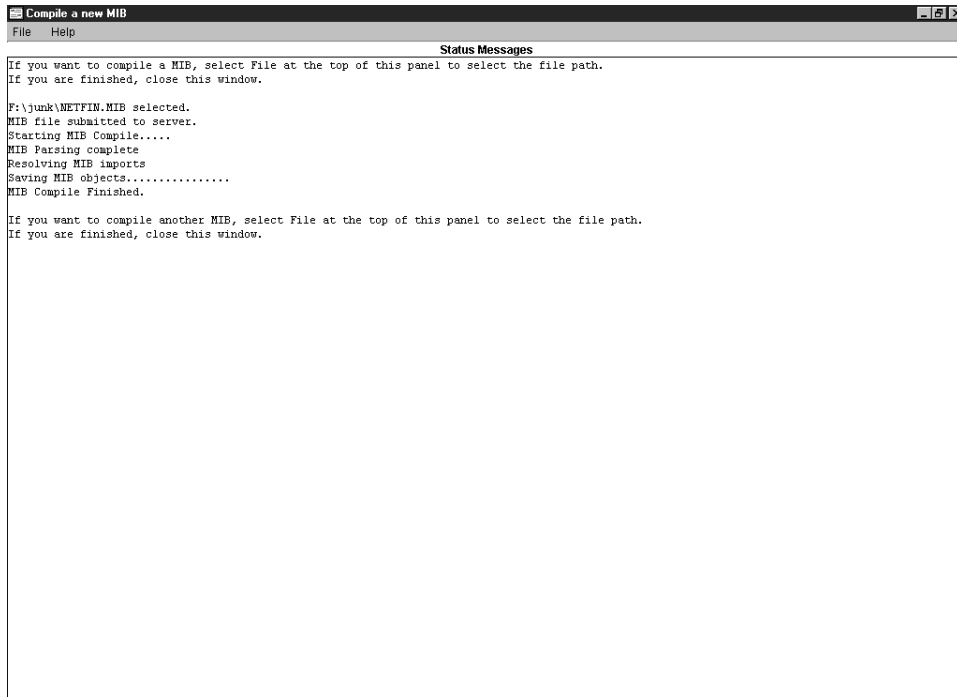 Compile a new MIB
File Help
Status Messages
If you want to compile a MIB, select File at the top of this panel to select the file path.
If you are finished, close this window.
F:\junk\NETFIN.MIB selected.
MIB file submitted to server.
Starting MIB Compile.....
MIB Parsing complete
Resolving MIB imports
Saving MIB objects................
MIB Compile Finished.
If you want to compile another MIB, select File at the top of this panel to select the file path.
If you are finished, close this window.